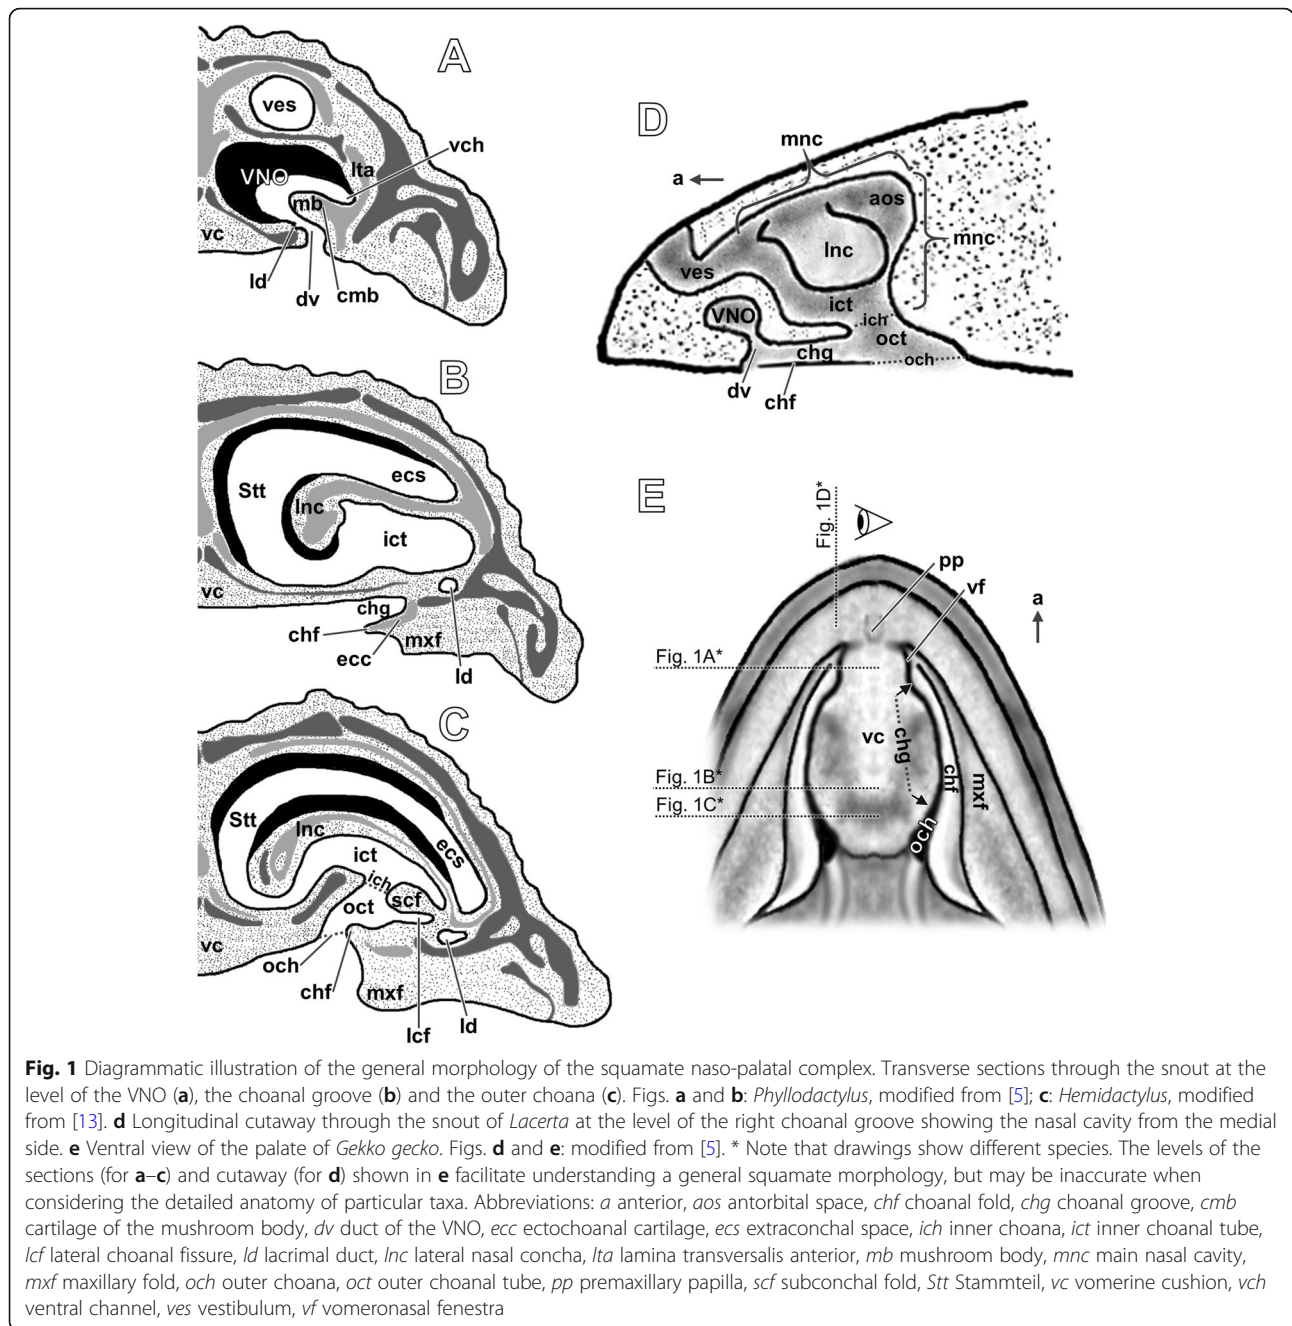 A
ves
vch
VNO
lta
mb
vc
ld
dv
cmb
B
ecs
Stt
lnc
ict
vc
chg
chf
mxf
ecc
ld
C
Stt
lnc
ecs
ict
ich
scf
oct
vc
och
chf
mxf
ld
lcf
D
mnc
a
aos
lnc
mnc
ves
ict
VNO
ich
oct
chg
och
dv
chf
E
Fig. 1D*
pp
vf
a
Fig. 1A*
vc
chg
chf
mxf
Fig. 1B*
Fig. 1C*
och
Fig. 1 Diagrammatic illustration of the general morphology of the squamate naso-palatal complex. Transverse sections through the snout at the
level of the VNO (a), the choanal groove (b) and the outer choana (c). Figs. a and b: Phyllodactylus, modified from [5]; c: Hemidactylus, modified
from [13]. d Longitudinal cutaway through the snout of Lacerta at the level of the right choanal groove showing the nasal cavity from the medial
side. e Ventral view of the palate of Gekko gecko. Figs. d and e: modified from [5]. * Note that drawings show different species. The levels of the
sections (for a–c) and cutaway (for d) shown in e facilitate understanding a general squamate morphology, but may be inaccurate when
considering the detailed anatomy of particular taxa. Abbreviations: a anterior, aos antorbital space, chf choanal fold, chg choanal groove, cmb
cartilage of the mushroom body, dv duct of the VNO, ecc ectochoanal cartilage, ecs extraconchal space, ich inner choana, ict inner choanal tube,
lcf lateral choanal fissure, ld lacrimal duct, lnc lateral nasal concha, lta lamina transversalis anterior, mb mushroom body, mnc main nasal cavity,
mxf maxillary fold, och outer choana, oct outer choanal tube, pp premaxillary papilla, scf subconchal fold, Stt Stammteil, vc vomerine cushion, vch
ventral channel, ves vestibulum, vf vomeronasal fenestra